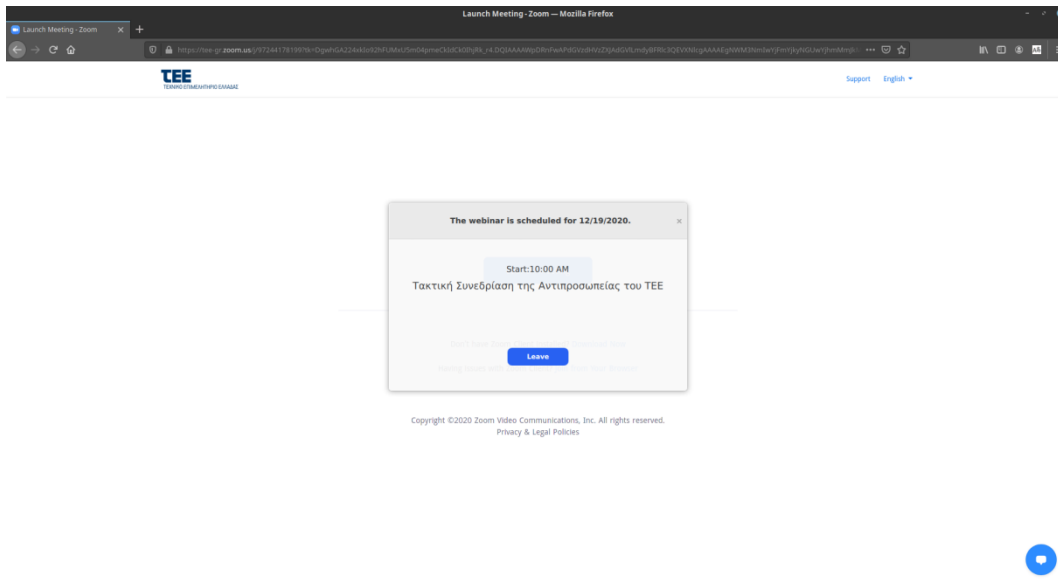 Launch Meeting - Zoom — Mozilla Firefox
Launch Meeting - Zoom
ΤΕΕ
ΤΕΧΝΙΚΟ ΕΠΙΜΕΛΗΤΗΡΙΟ ΕΛΛΑΔΑΣ
Support English
The webinar is scheduled for 12/19/2020.
Start:10:00 AM
Τακτική Συνεδρίαση της Αντιπροσωπείας του ΤΕΕ
Leave
Copyright ©2020 Zoom Video Communications, Inc. All rights reserved.
Privacy & Legal Policies